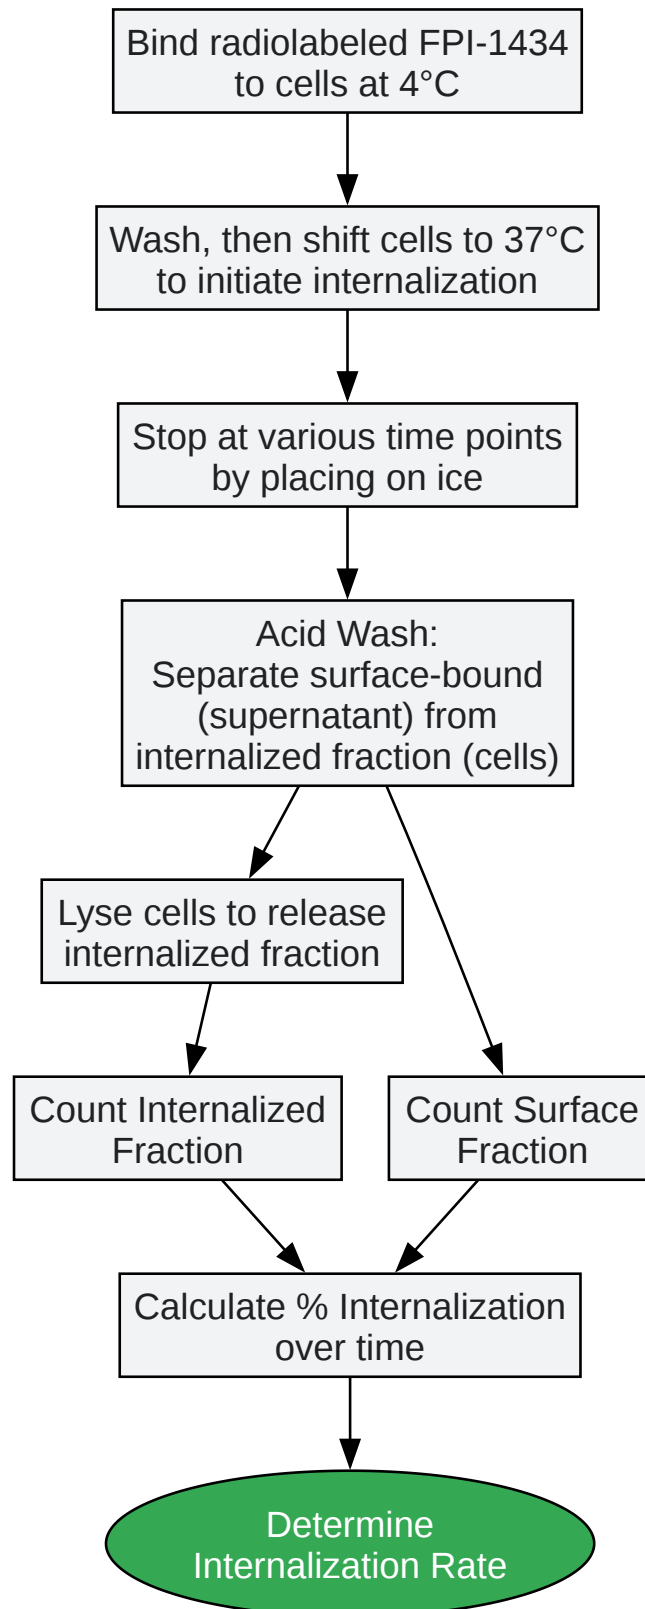 Bind radiolabeled FPI-1434
to cells at 4°C
Wash, then shift cells to 37°C
to initiate internalization
Stop at various time points
by placing on ice
Acid Wash:
Separate surface-bound
(supernatant) from
internalized fraction (cells)
Lyse cells to release
internalized fraction
Count Internalized
Fraction
Count Surface
Fraction
Calculate % Internalization
over time
Determine
Internalization Rate